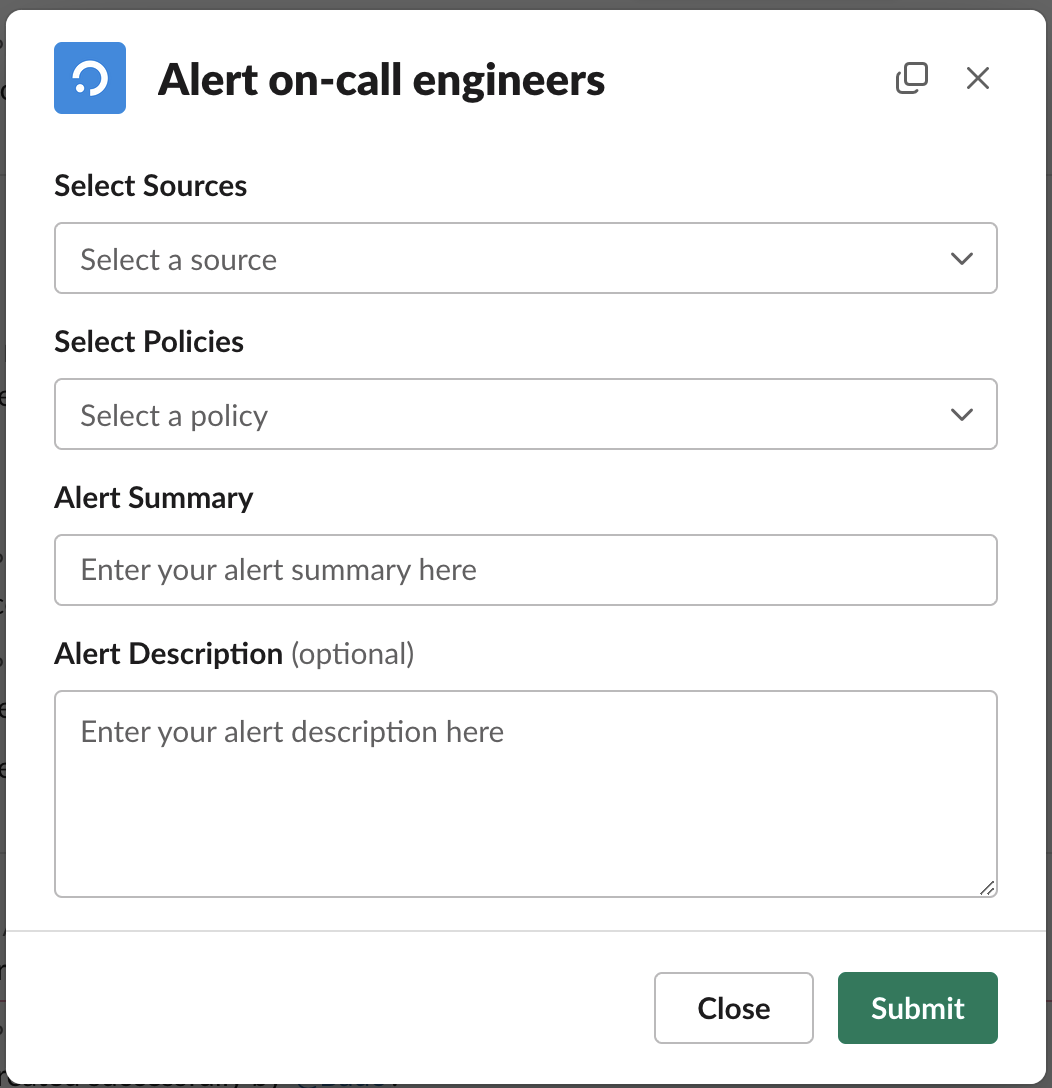 Alert on-call engineers
Select Sources
Select a source
Select Policies
Select a policy
Alert Summary
Enter your alert summary here
Alert Description (optional)
Enter your alert description here
Close
Submit